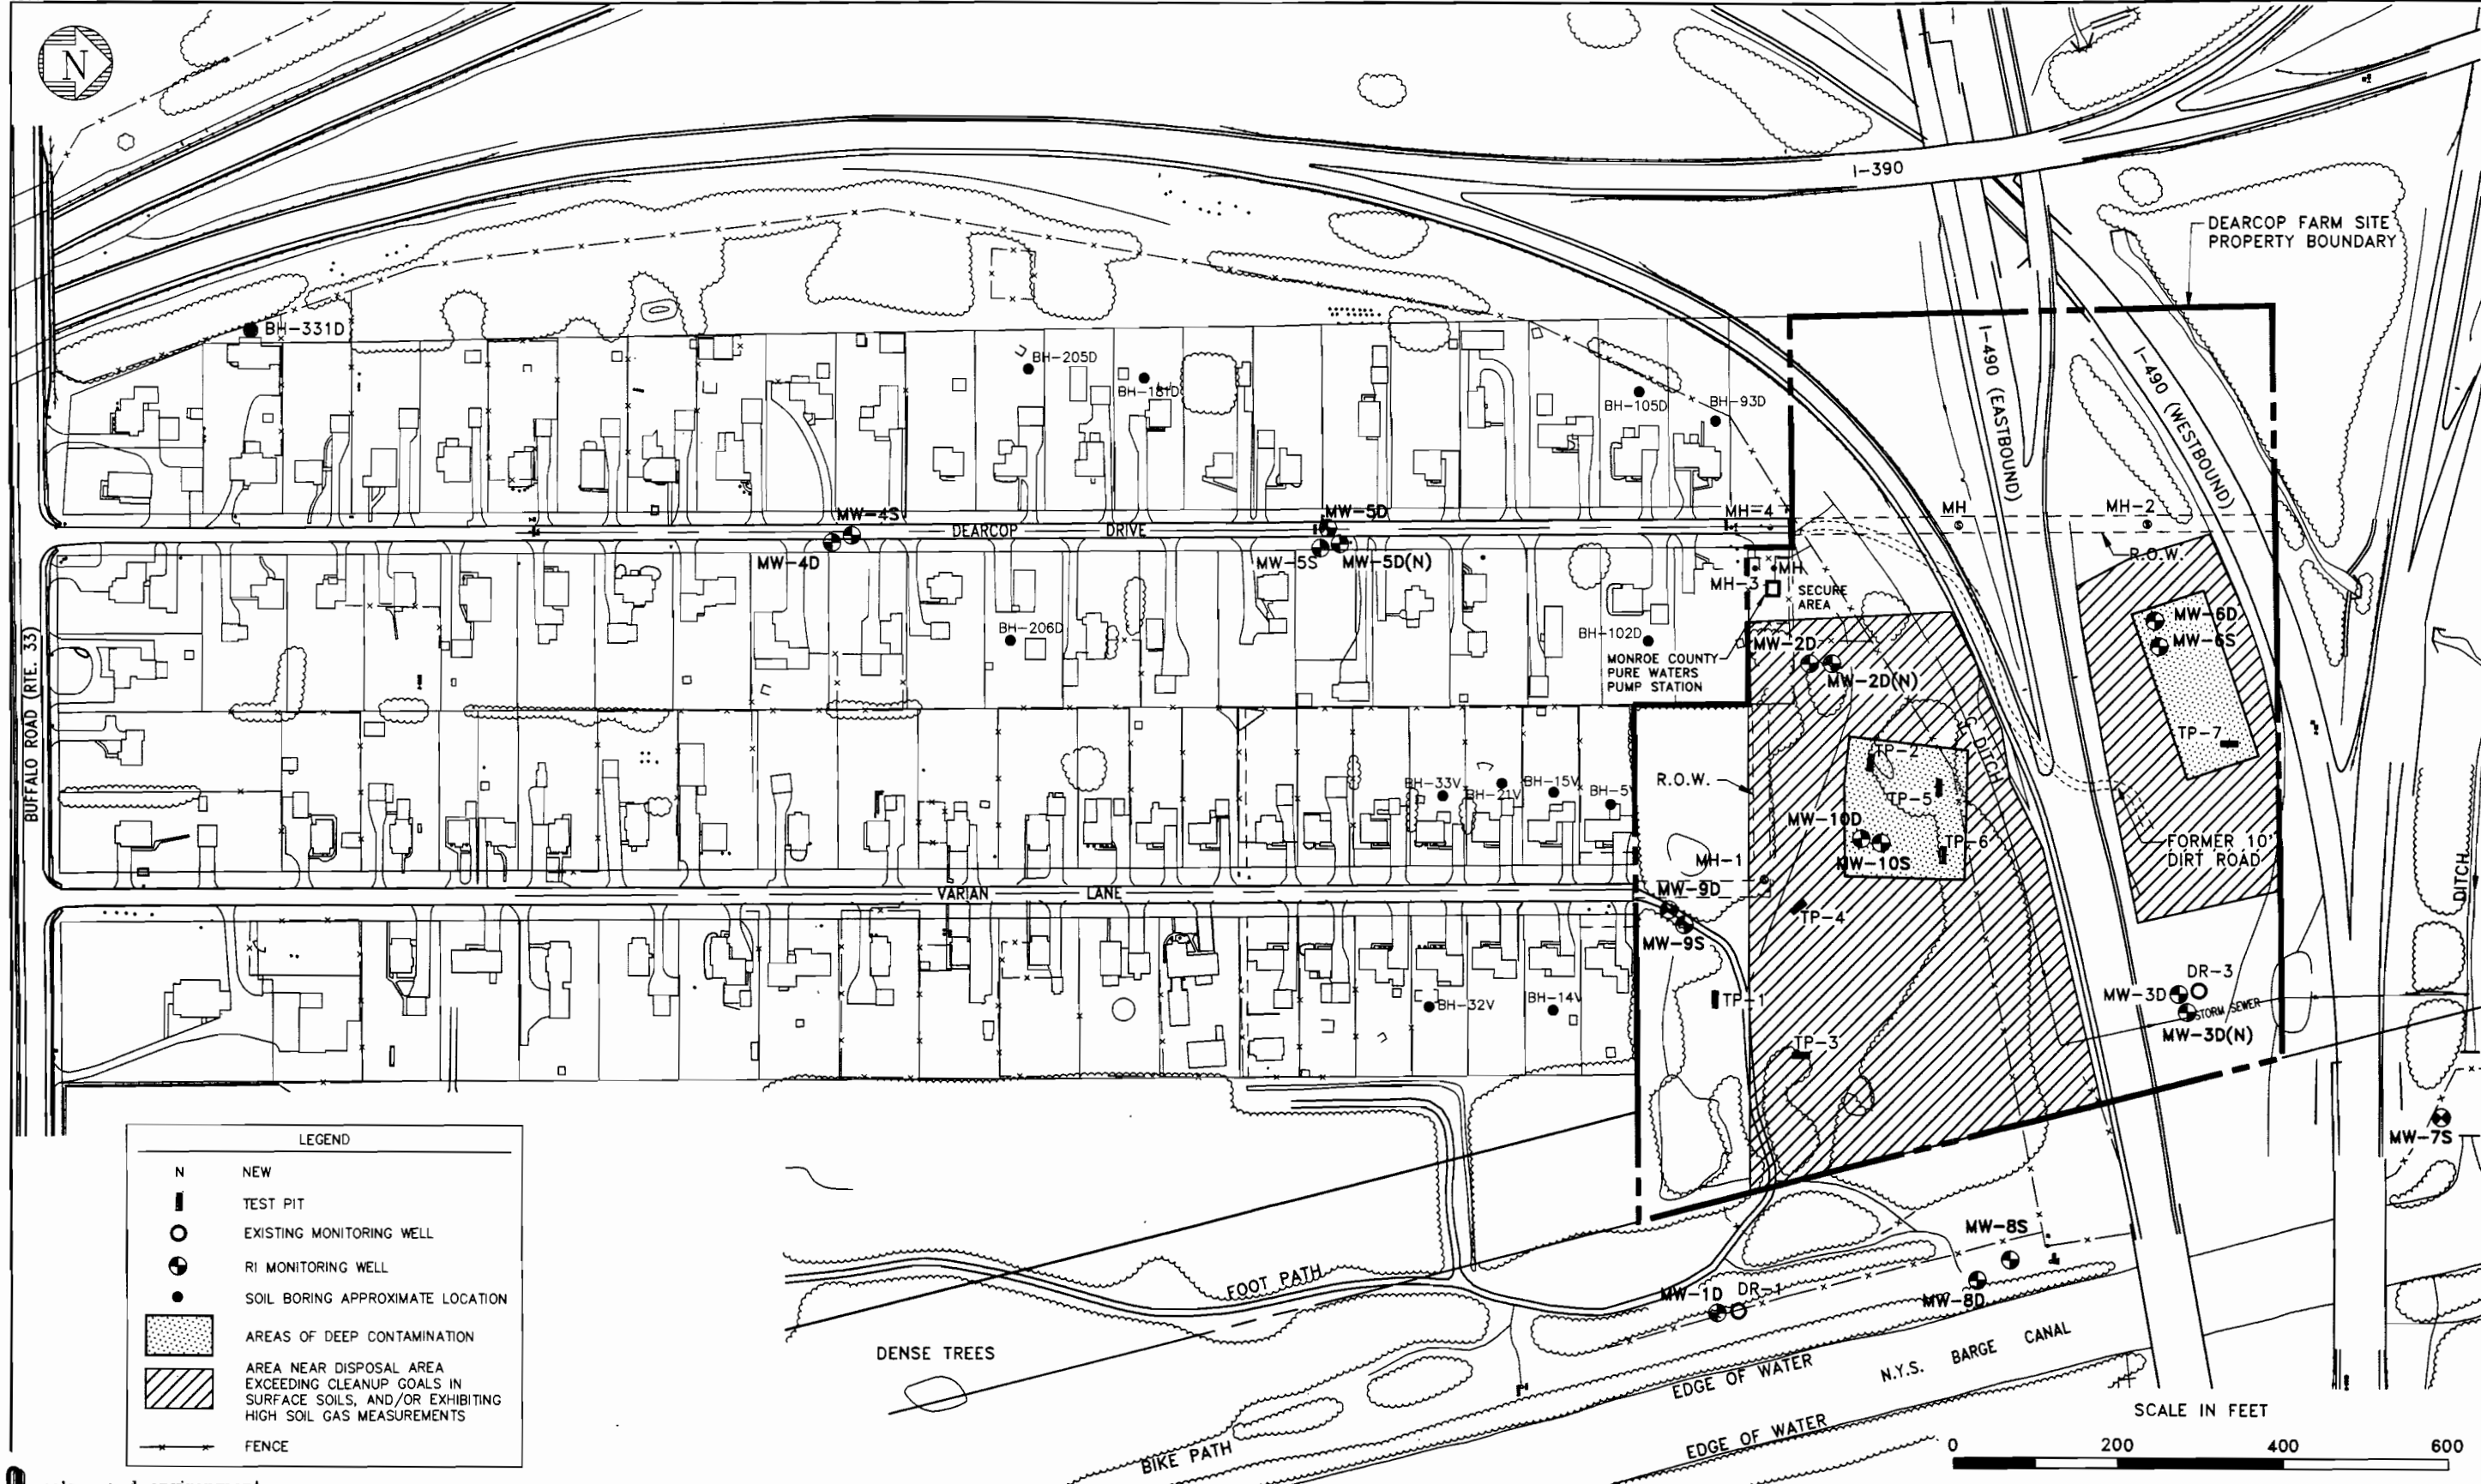 N
I-390
DEARCOP FARM SITE
PROPERTY BOUNDARY
BH-331D
BH-205D
BH-181D
BH-105D
BH-93D
I-490 (EASTBOUND)
I-490 (WESTBOUND)
MW-4S
DEARCOP DRIVE
MW-5D
MH-4
MH
MH-2
MW-4D
MW-5S
MW-5D(N)
R.O.W.
MH
MH-3
SECURE
AREA
BH-206D
BH-102D
MONROE COUNTY
PURE WATERS
PUMP STATION
MW-2D
MW-2D(N)
MW-6D
MW-6S
TP-7
BUFFALO ROAD (RTE. 33)
DITCH
TP-2
TP-5
R.O.W.
BH-33V
BH-21V
BH-15V
BH-5
MW-10D
MW-10S
TP-6
FORMER 10'
DIRT ROAD
DITCH
MH-1
VARIAN LANE
MW-9D
MW-9S
TP-4
TP-1
TP-3
BH-32V
BH-14V
DR-3
MW-3D
STORM SEWER
MW-3D(N)
MW-7S
LEGEND
N NEW
TEST PIT
EXISTING MONITORING WELL
RI MONITORING WELL
SOIL BORING APPROXIMATE LOCATION
AREAS OF DEEP CONTAMINATION
AREA NEAR DISPOSAL AREA
EXCEEDING CLEANUP GOALS IN
SURFACE SOILS, AND/OR EXHIBITING
HIGH SOIL GAS MEASUREMENTS
FENCE
FOOT PATH
MW-8S
MW-1D
DR-1
MW-8D
DENSE TREES
EDGE OF WATER
N.Y.S. BARGE CANAL
EDGE OF WATER
BIKE PATH
SCALE IN FEET
0 200 400 600